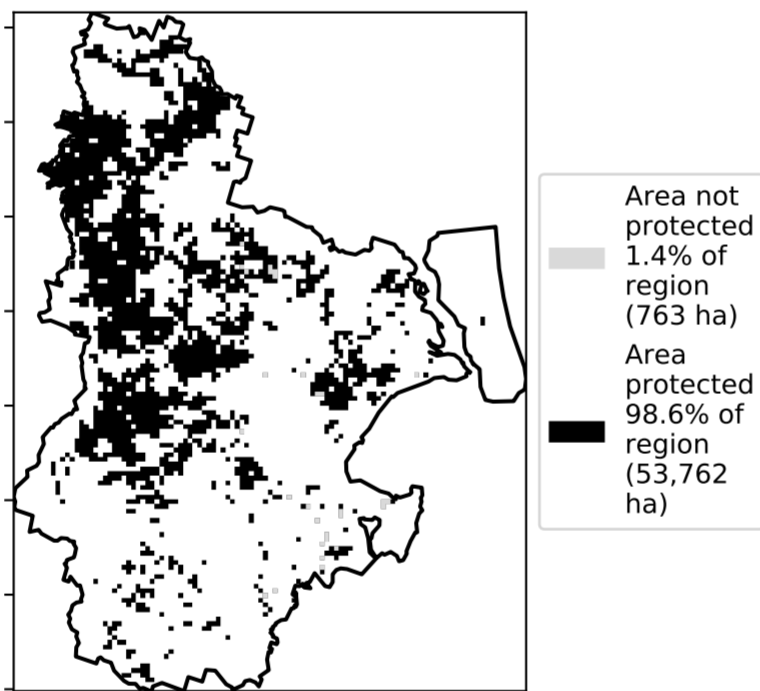 Area not
protected
1.4% of
region
(763 ha)
Area
protected
98.6% of
region
(53,762
ha)